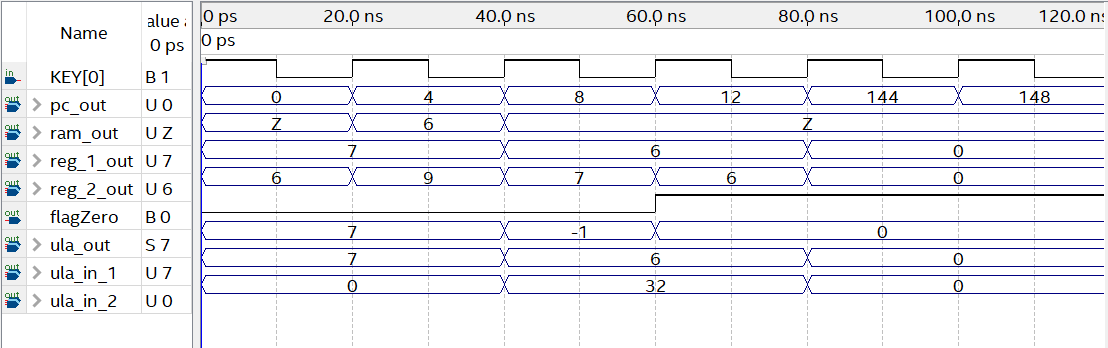 Name alue a 0 ps 0 ps 20.0 ns 40.0 ns 60.0 ns 80.0 ns 100.0 ns 120.0 ns
0 ps
in KEY[0] B 1
out pc_out U 0 0 4 8 12 144 148
out ram_out U Z Z 6 Z
out reg_1_out U 7 7 6 0
out reg_2_out U 6 6 9 7 6 0
out flagZero B 0
out ula_out S 7 7 -1 0
out ula_in_1 U 7 7 6 0
out ula_in_2 U 0 0 32 0